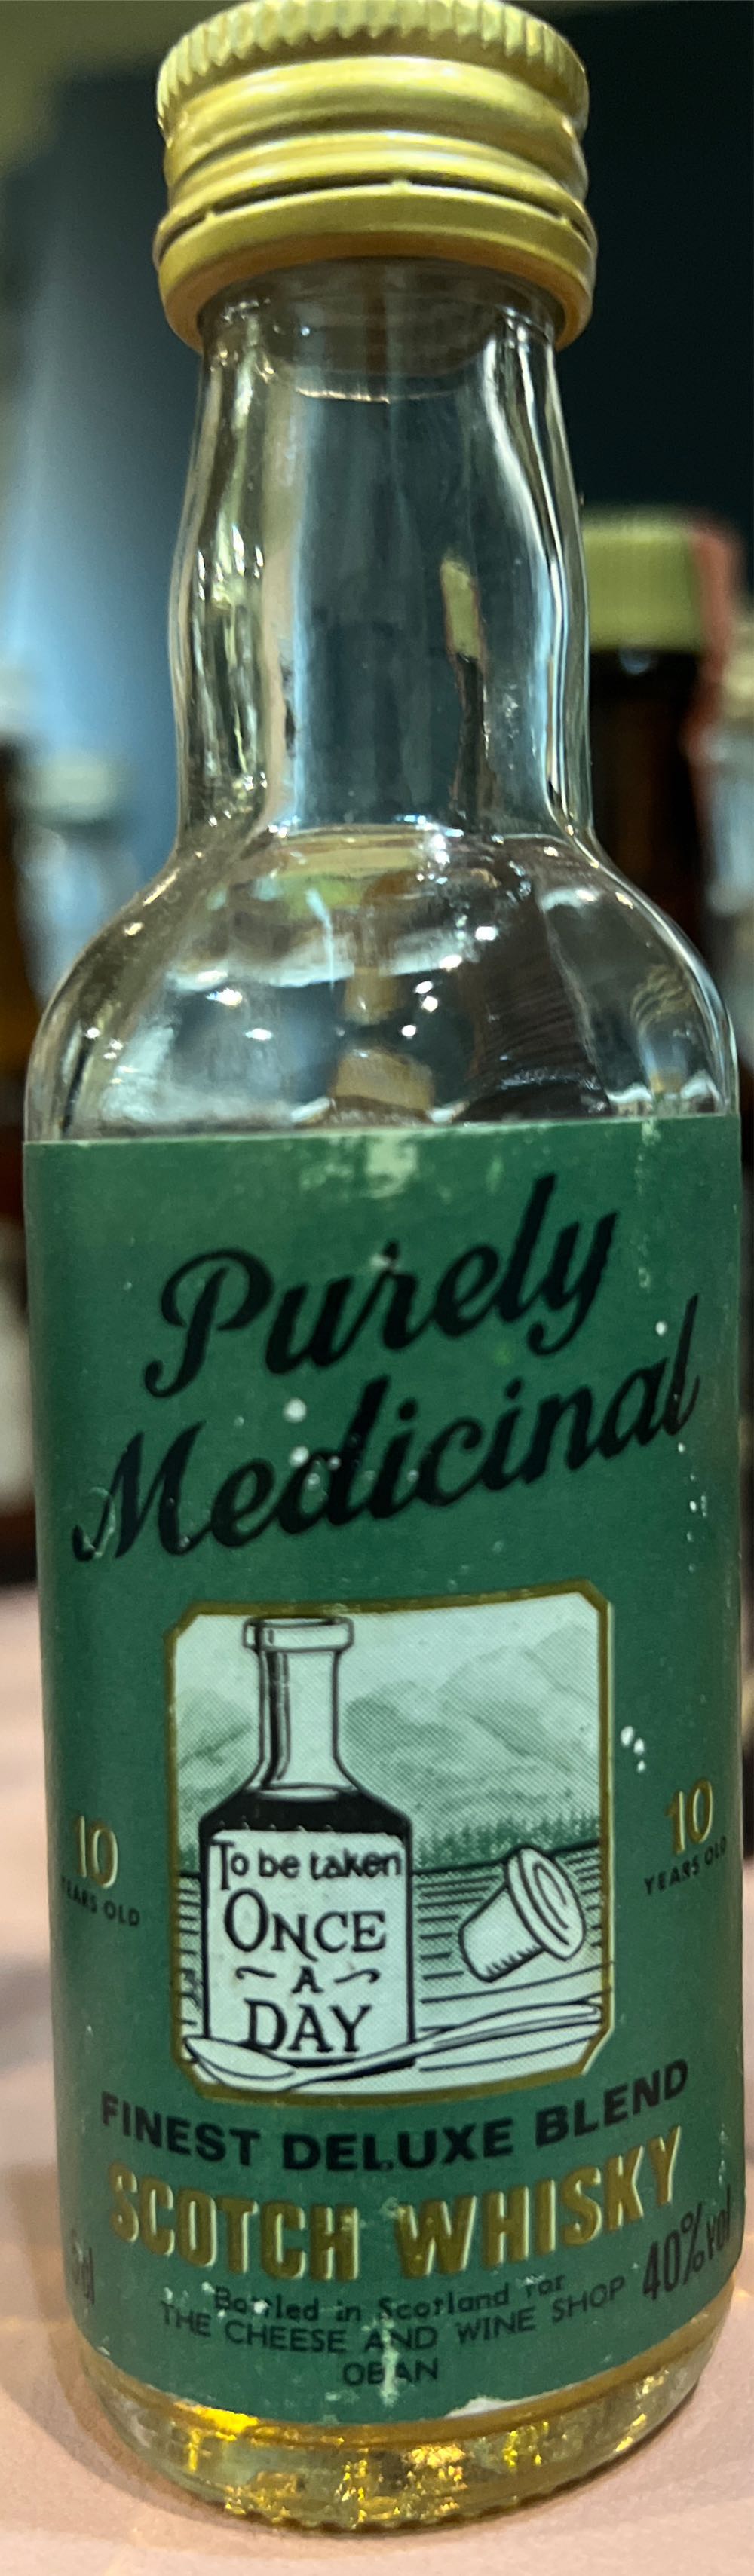 Purely
Medicinal
To be taken
ONCE
A
DAY
10
YEARS OLD
10
YEARS OLD
FINEST DELUXE BLEND
SCOTCH WHISKY
40% vol
Bottled in Scotland for
THE CHEESE AND WINE SHOP
OBAN